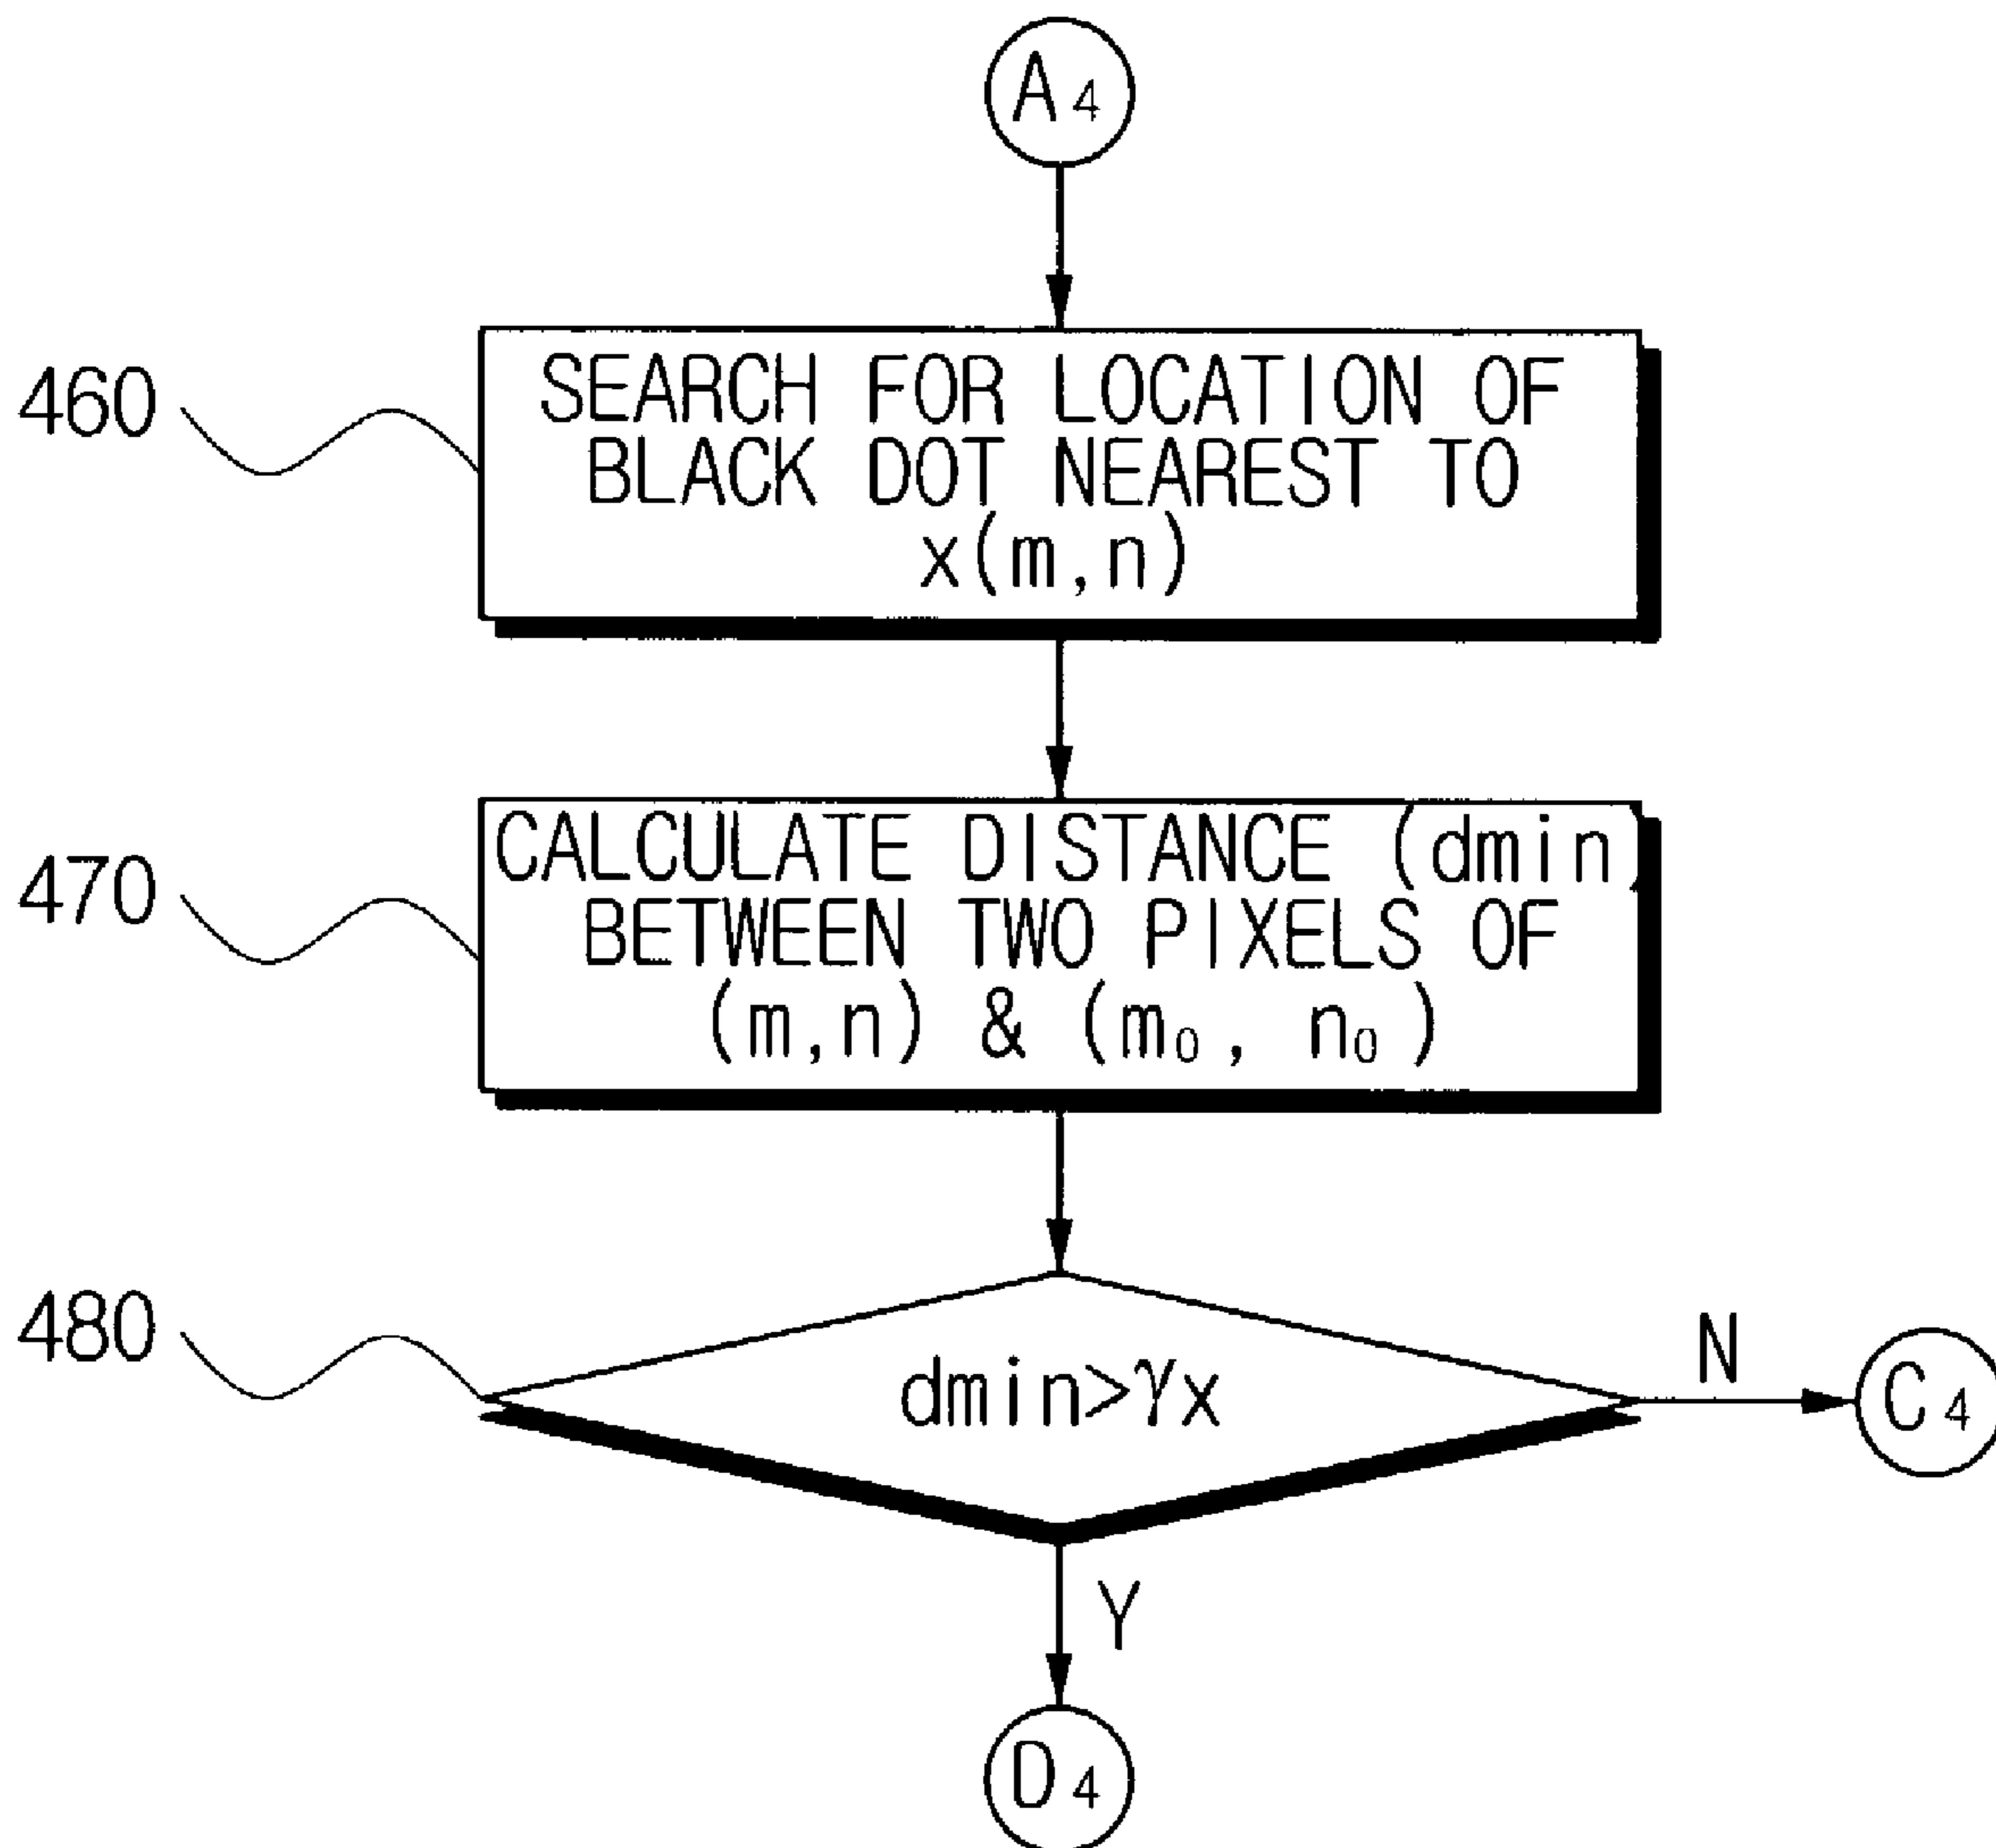 A₄
460
SEARCH FOR LOCATION OF
BLACK DOT NEAREST TO
x(m,n)
470
CALCULATE DISTANCE (dmin)
BETWEEN TWO PIXELS OF
(m,n) & (m₀, n₀)
480
dmin>γx
N
C₄
Y
D₄